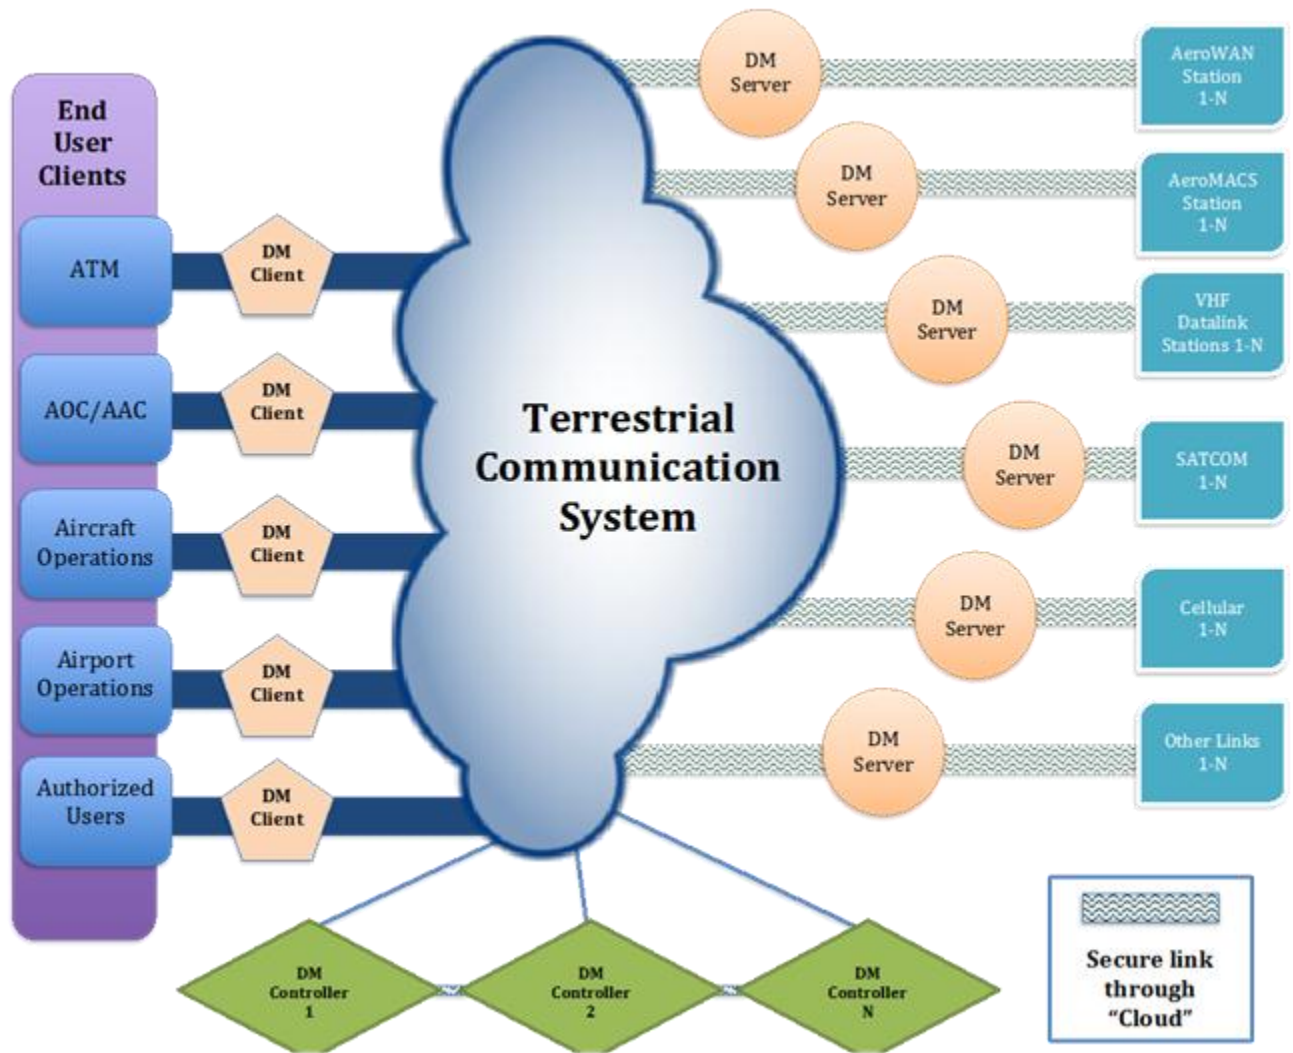 End
User
Clients
ATM
AOC/AAC
Aircraft
Operations
Airport
Operations
Authorized
Users
DM
Client
DM
Client
DM
Client
DM
Client
DM
Client
Terrestrial
Communication
System
DM
Server
DM
Server
DM
Server
DM
Server
DM
Server
DM
Server
AeroWAN
Station
1-N
AeroMACS
Station
1-N
VHF
Datalink
Stations 1-N
SATCOM
1-N
Cellular
1-N
Other Links
1-N
DM
Controller
1
DM
Controller
2
DM
Controller
N
Secure link
through
“Cloud”